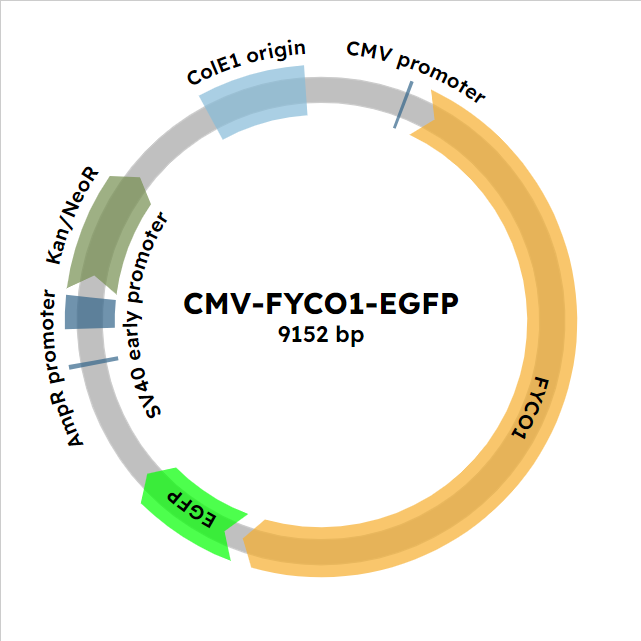 ColE1 origin
CMV promoter
Kan/NeoR
SV40 early promoter
AmpR promoter
CMV-FYCO1-EGFP
9152 bp
FYCO1
EGFP